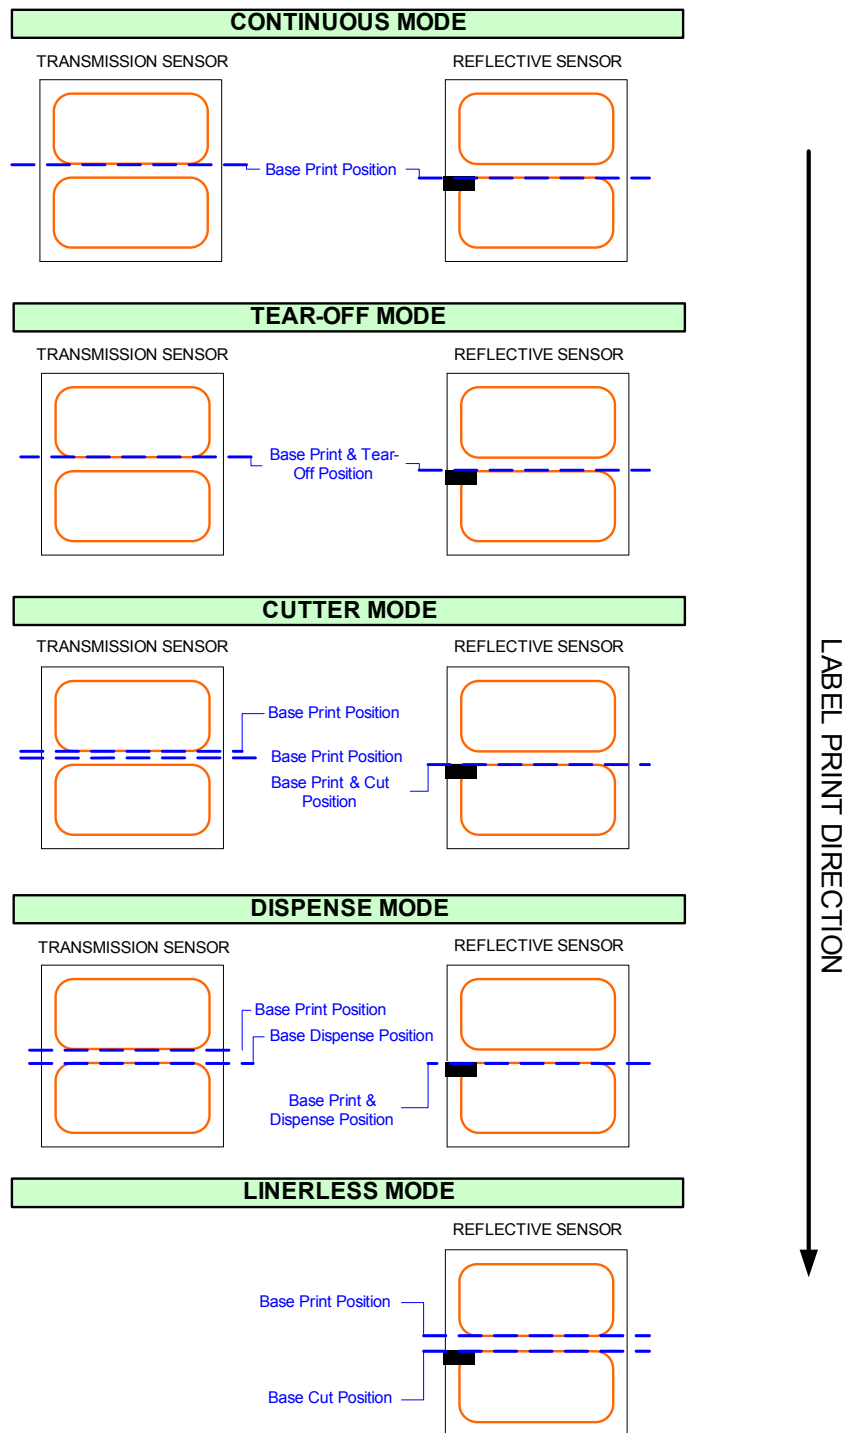 CONTINUOUS MODE
TRANSMISSION SENSOR
REFLECTIVE SENSOR
Base Print Position
TEAR-OFF MODE
TRANSMISSION SENSOR
REFLECTIVE SENSOR
Base Print & Tear-
Off Position
CUTTER MODE
TRANSMISSION SENSOR
REFLECTIVE SENSOR
Base Print Position
Base Print Position
Base Print & Cut
Position
DISPENSE MODE
TRANSMISSION SENSOR
REFLECTIVE SENSOR
Base Print Position
Base Dispense Position
Base Print &
Dispense Position
LINERLESS MODE
REFLECTIVE SENSOR
Base Print Position
Base Cut Position
LABEL PRINT DIRECTION